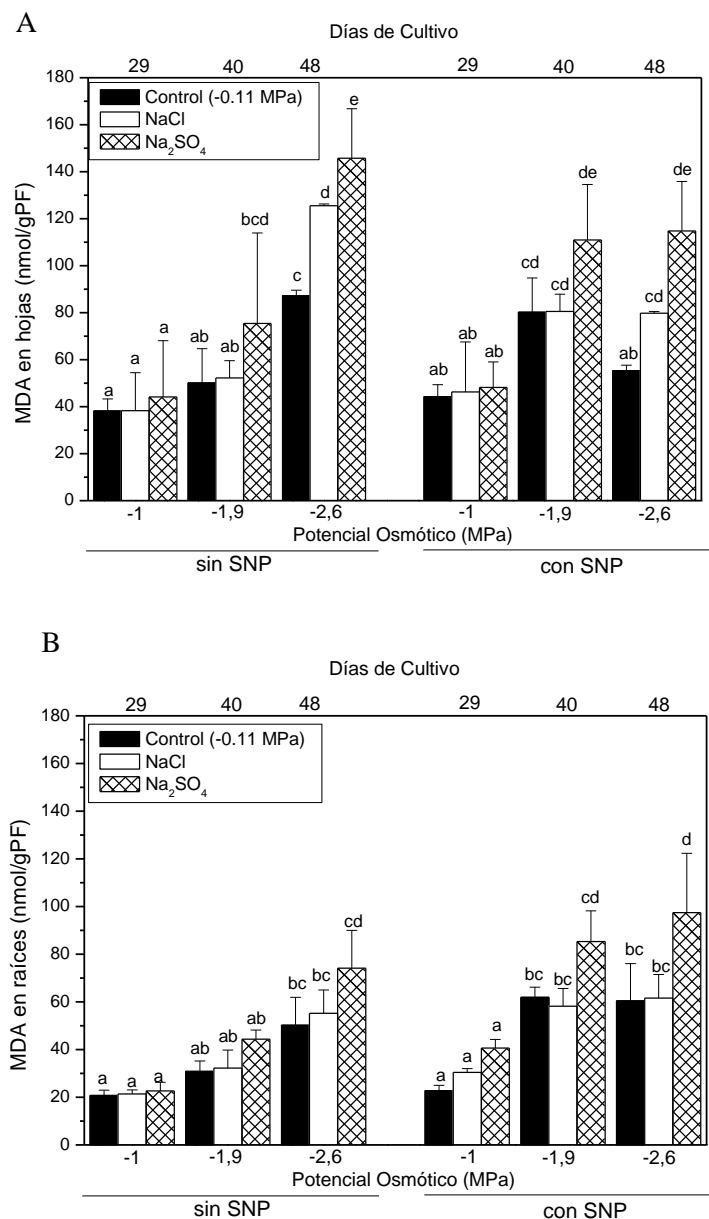 A
Días de Cultivo
29 40 48 29 40 48
180
160
140
120
100
80
60
40
20
0
MDA en hojas (nmol/gPF)
Control (-0.11 MPa)
NaCl
Na2SO4
a a a ab ab bcd c d e ab ab ab cd cd de ab cd de
-1 -1,9 -2,6 -1 -1,9 -2,6
Potencial Osmótico (MPa)
sin SNP con SNP
B
Días de Cultivo
29 40 48 29 40 48
180
160
140
120
100
80
60
40
20
0
MDA en raíces (nmol/gPF)
Control (-0.11 MPa)
NaCl
Na2SO4
a a a ab ab ab bc bc cd a a a bc bc cd bc bc d
-1 -1,9 -2,6 -1 -1,9 -2,6
Potencial Osmótico (MPa)
sin SNP con SNP